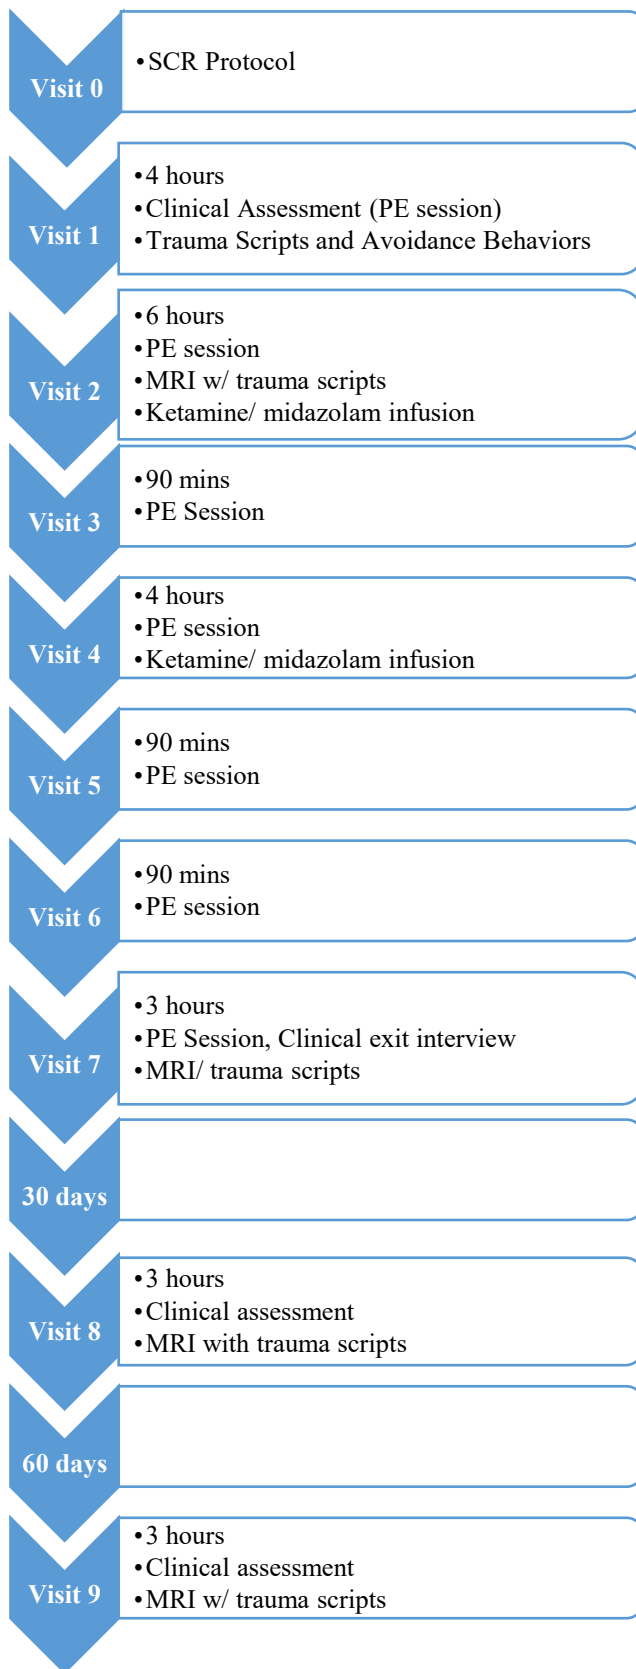 Visit 0
•SCR Protocol
Visit 1
•4 hours
•Clinical Assessment (PE session)
•Trauma Scripts and Avoidance Behaviors
Visit 2
•6 hours
•PE session
•MRI w/ trauma scripts
•Ketamine/ midazolam infusion
Visit 3
•90 mins
•PE Session
Visit 4
•4 hours
•PE session
•Ketamine/ midazolam infusion
Visit 5
•90 mins
•PE session
Visit 6
•90 mins
•PE session
Visit 7
•3 hours
•PE Session, Clinical exit interview
•MRI/ trauma scripts
30 days
Visit 8
•3 hours
•Clinical assessment
•MRI with trauma scripts
60 days
Visit 9
•3 hours
•Clinical assessment
•MRI w/ trauma scripts